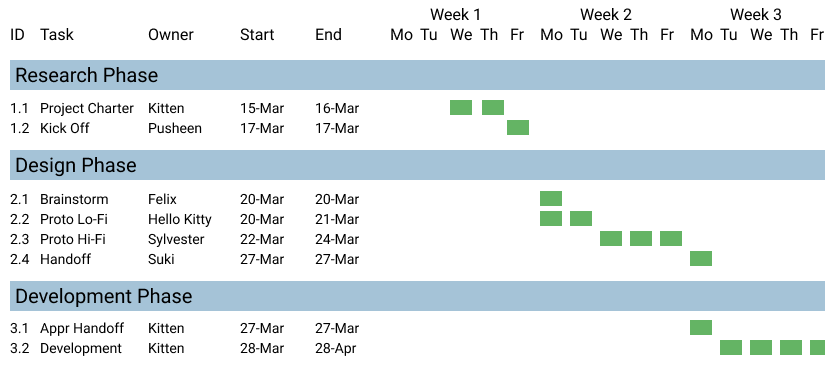 Week 1 Week 2 Week 3
ID Task Owner Start End Mo Tu We Th Fr Mo Tu We Th Fr Mo Tu We Th Fr
Research Phase
1.1 Project Charter Kitten 15-Mar 16-Mar
1.2 Kick Off Pusheen 17-Mar 17-Mar
Design Phase
2.1 Brainstorm Felix 20-Mar 20-Mar
2.2 Proto Lo-Fi Hello Kitty 20-Mar 21-Mar
2.3 Proto Hi-Fi Sylvester 22-Mar 24-Mar
2.4 Handoff Suki 27-Mar 27-Mar
Development Phase
3.1 Appr Handoff Kitten 27-Mar 27-Mar
3.2 Development Kitten 28-Mar 28-Apr